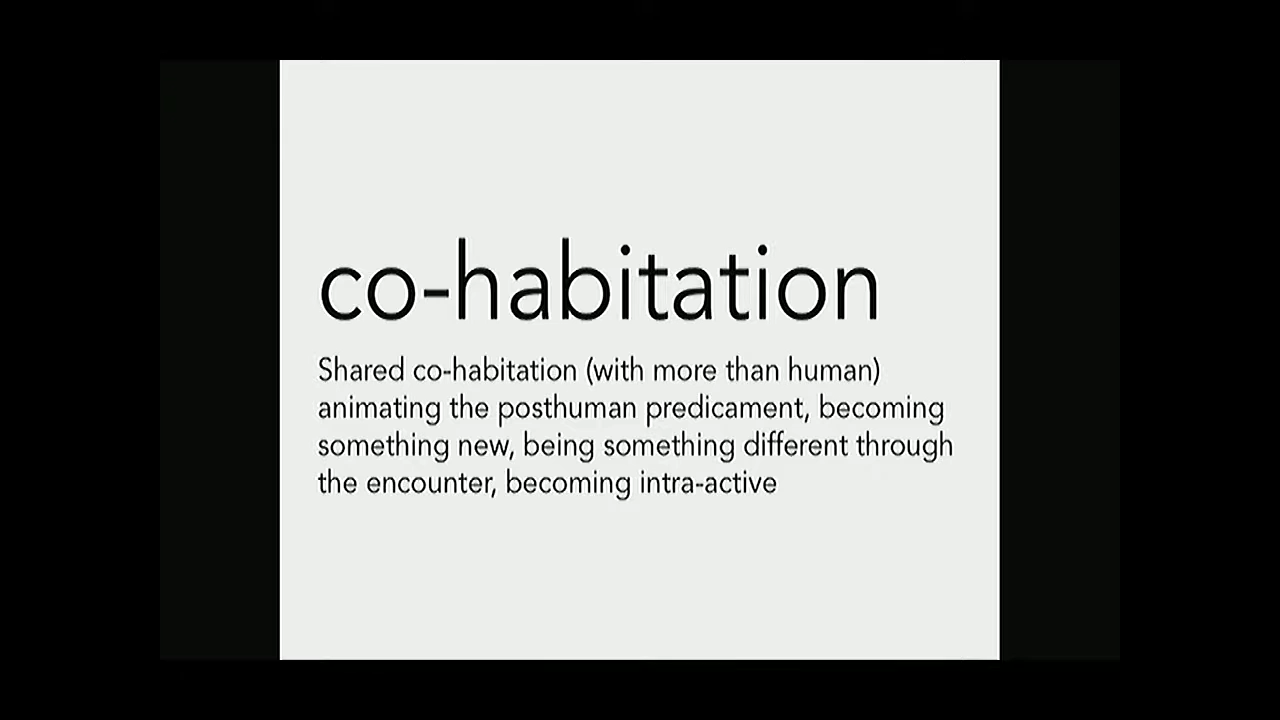 co-habitation
Shared co-habitation (with more than human)
animating the posthuman predicament, becoming
something new, being something different through
the encounter, becoming intra-active